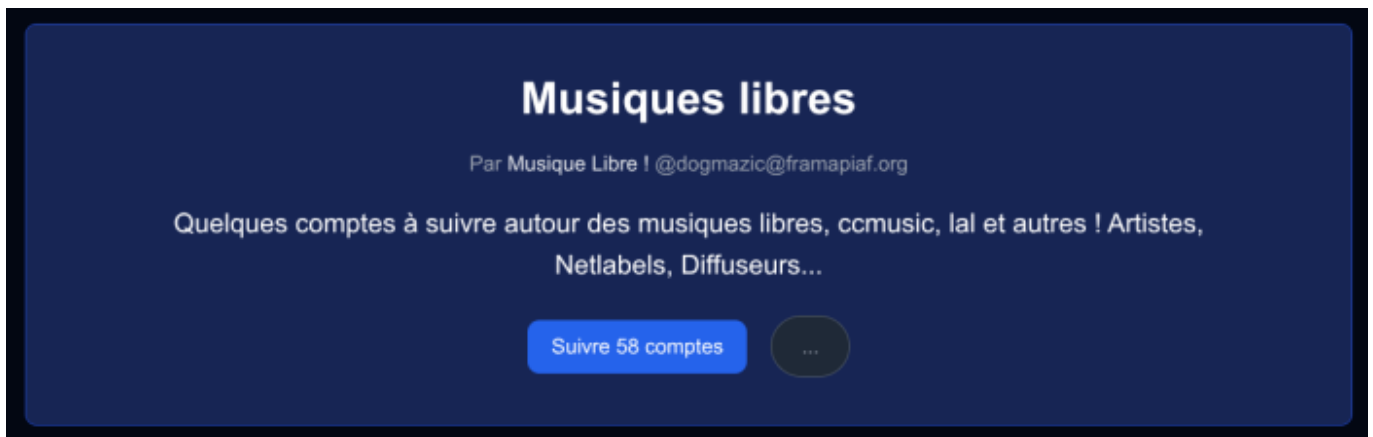 Musiques libres
Par Musique Libre ! @dogmazic@framapiaf.org
Quelques comptes à suivre autour des musiques libres, ccmusic, lal et autres ! Artistes,
Netlabels, Diffuseurs...
Suivre 58 comptes
...